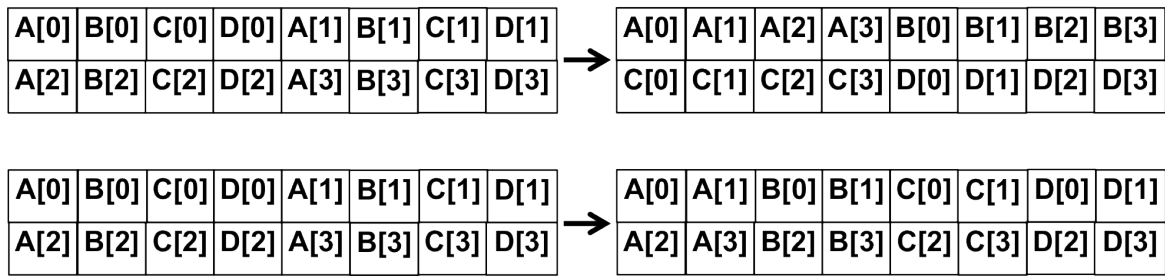 A[0] B[0] C[0] D[0] A[1] B[1] C[1] D[1]
A[2] B[2] C[2] D[2] A[3] B[3] C[3] D[3]
A[0] A[1] A[2] A[3] B[0] B[1] B[2] B[3]
C[0] C[1] C[2] C[3] D[0] D[1] D[2] D[3]
A[0] B[0] C[0] D[0] A[1] B[1] C[1] D[1]
A[2] B[2] C[2] D[2] A[3] B[3] C[3] D[3]
A[0] A[1] B[0] B[1] C[0] C[1] D[0] D[1]
A[2] A[3] B[2] B[3] C[2] C[3] D[2] D[3]